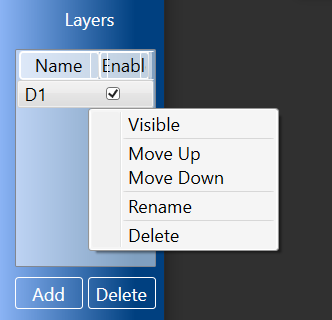 Layers
Name Enabl
D1
Visible
Move Up
Move Down
Rename
Delete
Add Delete